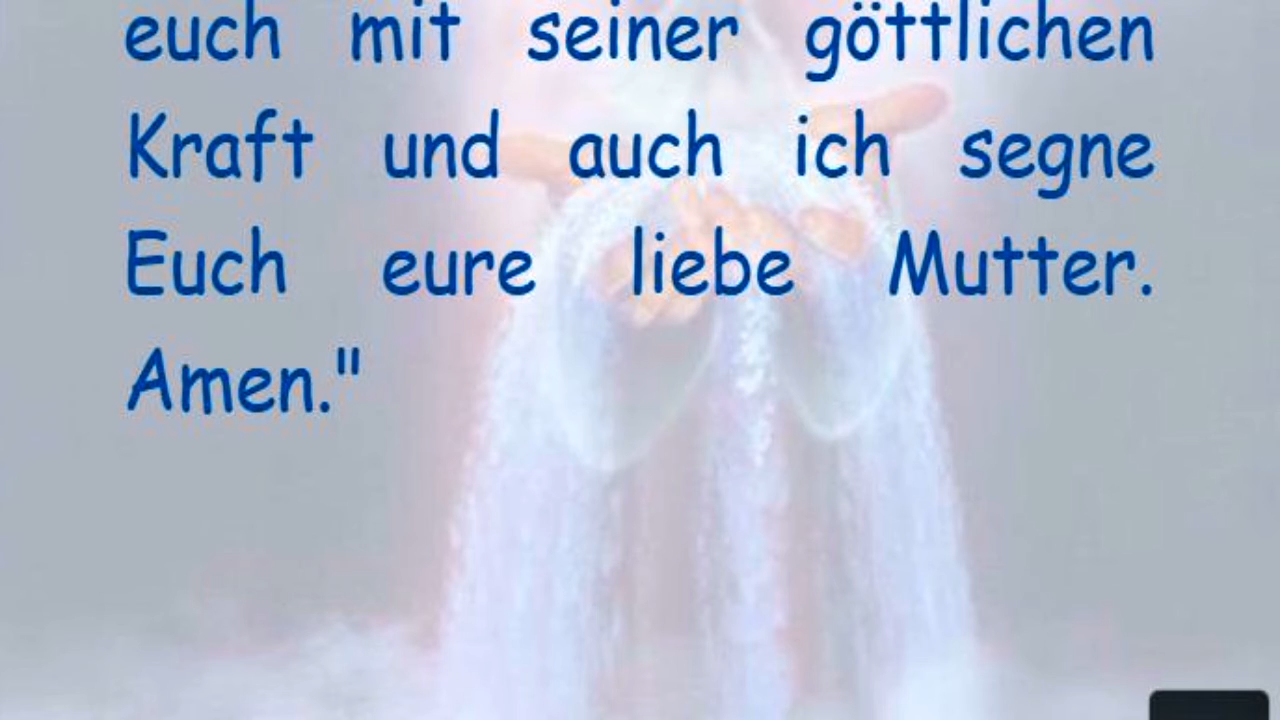 euch mit seiner göttlichen
Kraft und auch ich segne
Euch eure liebe Mutter.
Amen."